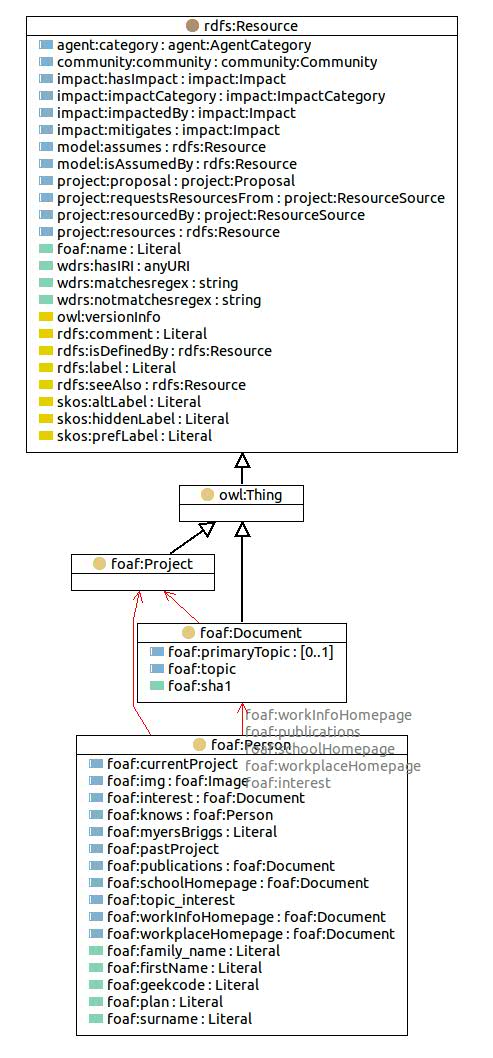 rdfs:Resource
agent:category : agent:AgentCategory
community:community : community:Community
impact:hasImpact : impact:Impact
impact:impactCategory : impact:ImpactCategory
impact:impactedBy : impact:Impact
impact:mitigates : impact:Impact
model:assumes : rdfs:Resource
model:isAssumedBy : rdfs:Resource
project:proposal : project:Proposal
project:requestsResourcesFrom : project:ResourceSource
project:resourcedBy : project:ResourceSource
project:resources : rdfs:Resource
foaf:name : Literal
wdrs:hasIRI : anyURI
wdrs:matchesregex : string
wdrs:notmatchesregex : string
owl:versionInfo
rdfs:comment : Literal
rdfs:isDefinedBy : rdfs:Resource
rdfs:label : Literal
rdfs:seeAlso : rdfs:Resource
skos:altLabel : Literal
skos:hiddenLabel : Literal
skos:prefLabel : Literal
owl:Thing
foaf:Project
foaf:Document
foaf:primaryTopic : [0..1]
foaf:topic
foaf:sha1
foaf:workInfoHomepage
foaf:publications
foaf:schoolHomepage
foaf:workplaceHomepage
foaf:interest
foaf:Person
foaf:currentProject
foaf:img : foaf:Image
foaf:interest : foaf:Document
foaf:knows : foaf:Person
foaf:myersBriggs : Literal
foaf:pastProject
foaf:publications : foaf:Document
foaf:schoolHomepage : foaf:Document
foaf:topic_interest
foaf:workInfoHomepage : foaf:Document
foaf:workplaceHomepage : foaf:Document
foaf:family_name : Literal
foaf:firstName : Literal
foaf:geekcode : Literal
foaf:plan : Literal
foaf:surname : Literal